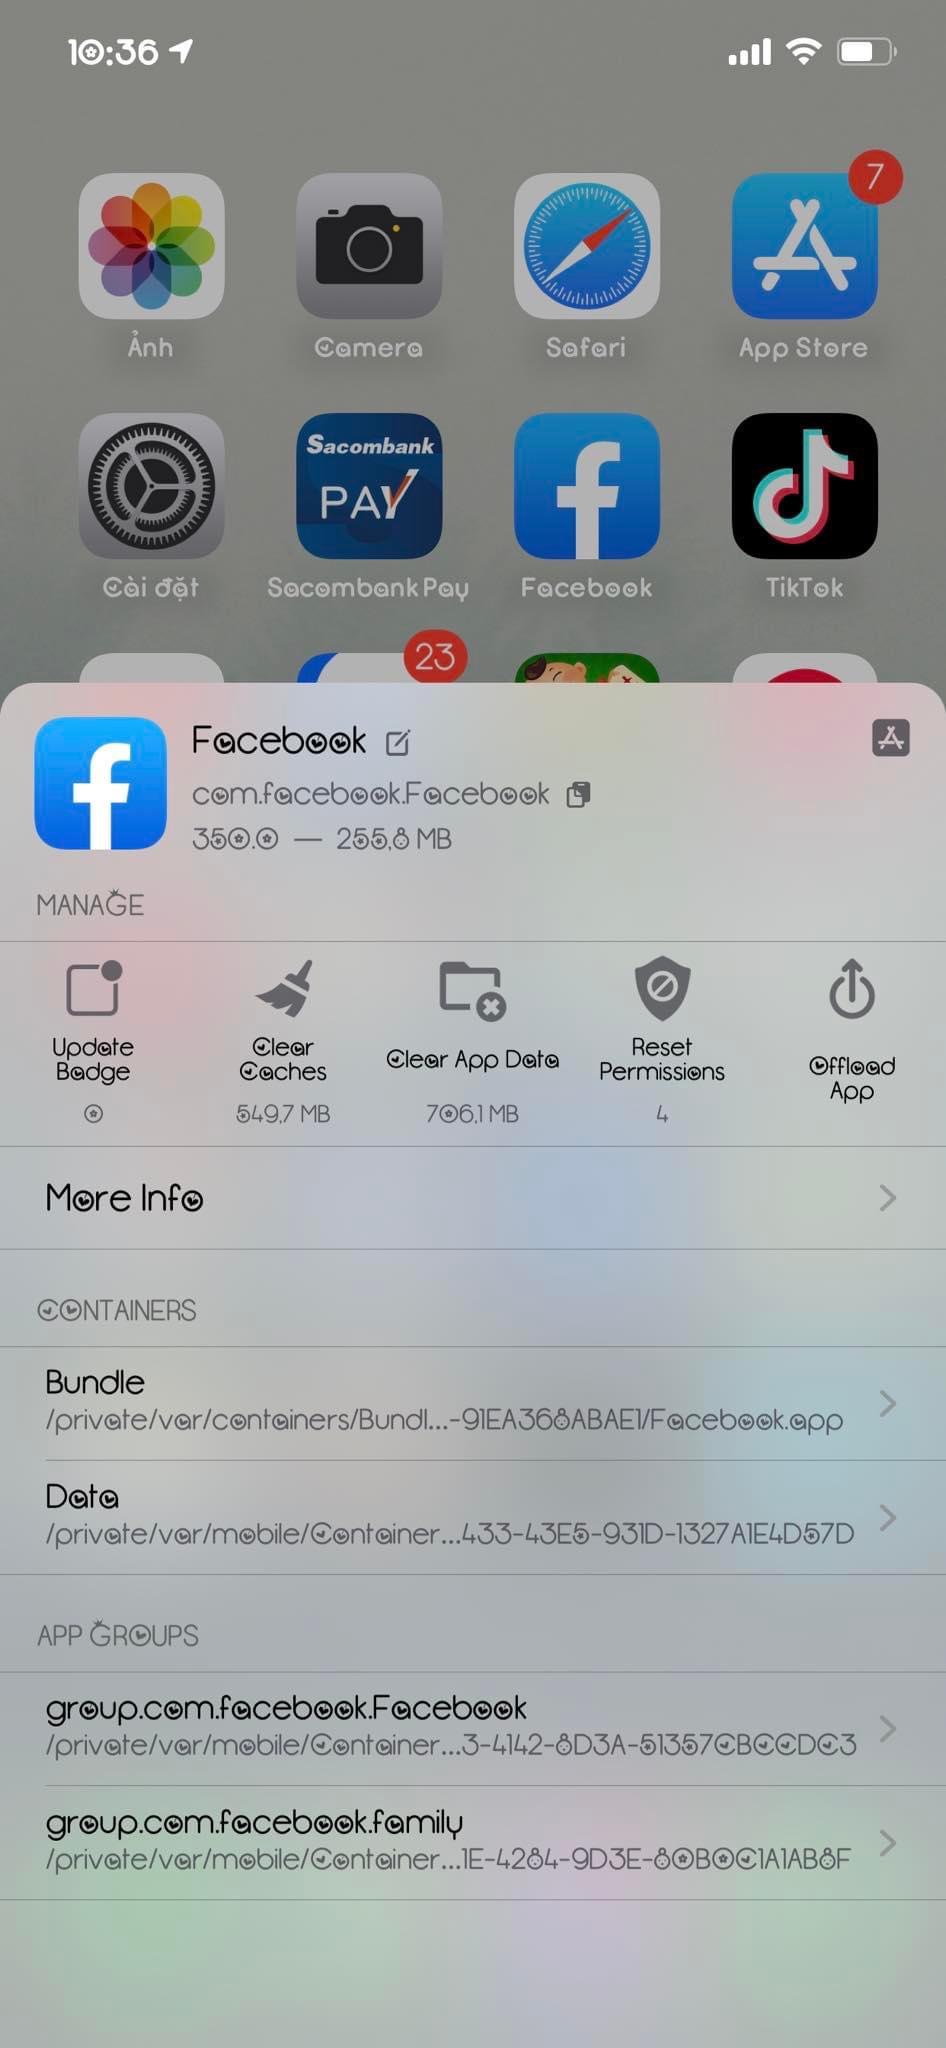 10:36
7
Ảnh
Camera
Safari
App Store
Sacombank
PAY
Cài đặt
Sacombank Pay
Facebook
TikTok
23
Facebook
com.facebook.Facebook
350.0 — 255,8 MB
MANAGE
Update
Badge
0
Clear
Caches
549,7 MB
Clear App Data
706,1 MB
Reset
Permissions
4
Offload
App
More Info
CONTAINERS
Bundle
/private/var/containers/Bundl...-91EA368ABAE1/Facebook.app
Data
/private/var/mobile/Container...433-43E5-931D-1327A1E4D57D
APP GROUPS
group.com.facebook.Facebook
/private/var/mobile/Container...3-4142-8D3A-51357CBCCDC3
group.com.facebook.family
/private/var/mobile/Container...1E-4284-9D3E-80B0C1A1AB8F